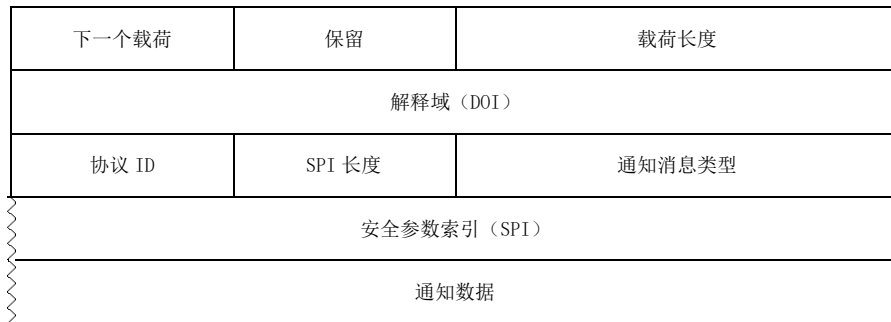 下一个载荷 保留 载荷长度
解释域（DOI）
协议 ID SPI 长度 通知消息类型
安全参数索引（SPI）
通知数据